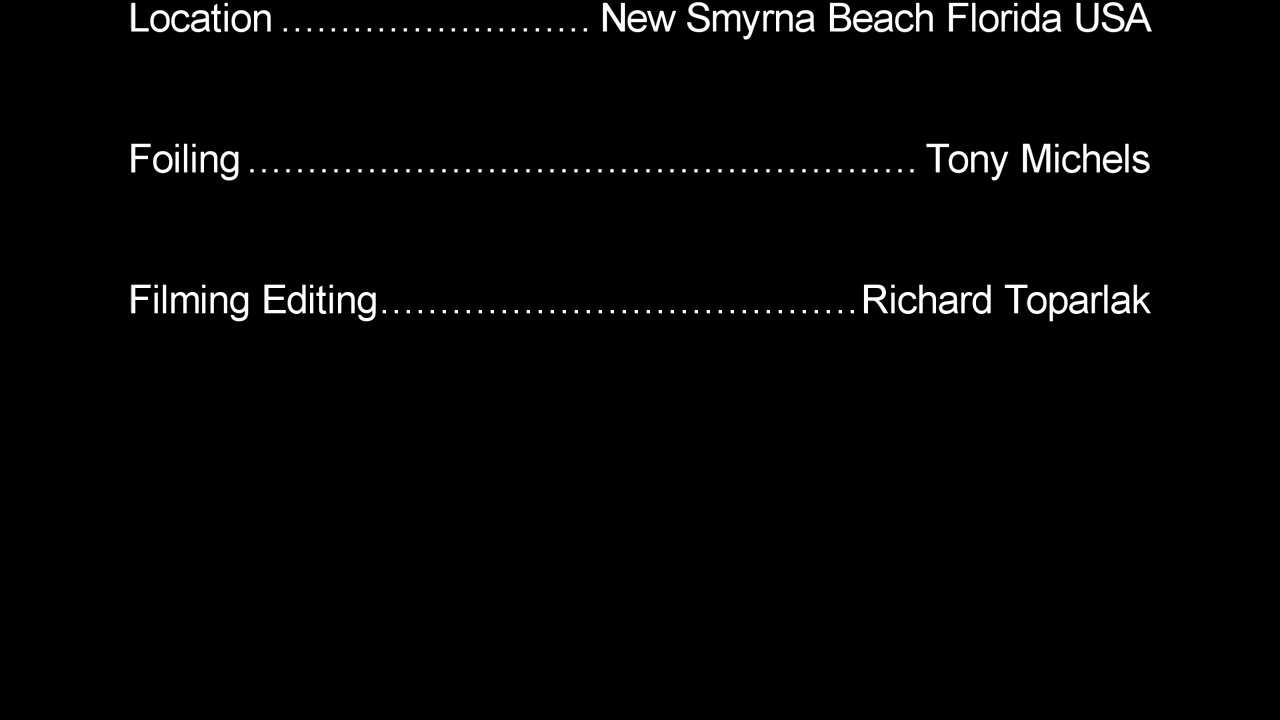 Location .......................... New Smyrna Beach Florida USA
Foiling ........................................................ Tony Michels
Filming Editing........................................Richard Toparlak